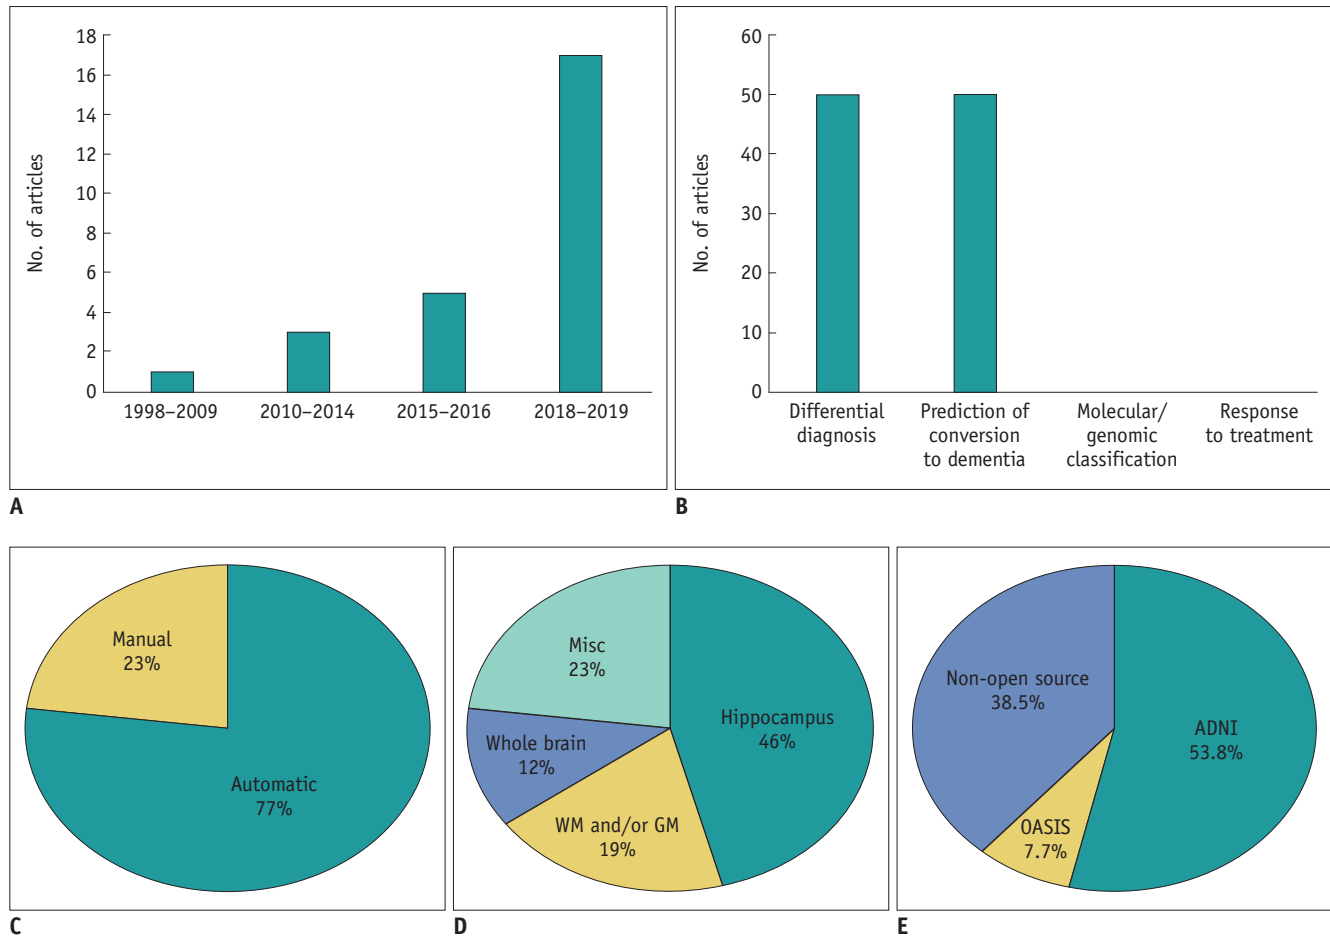 18
16
14
12
10
8
6
4
2
0
No. of articles
1998–2009
2010–2014
2015–2016
2018–2019
A
60
50
40
30
20
10
0
No. of articles
Differential
diagnosis
Prediction of
conversion
to dementia
Molecular/
genomic
classification
Response
to treatment
B
Manual
23%
Automatic
77%
C
Misc
23%
Hippocampus
46%
Whole brain
12%
WM and/or GM
19%
D
Non-open source
38.5%
ADNI
53.8%
OASIS
7.7%
E